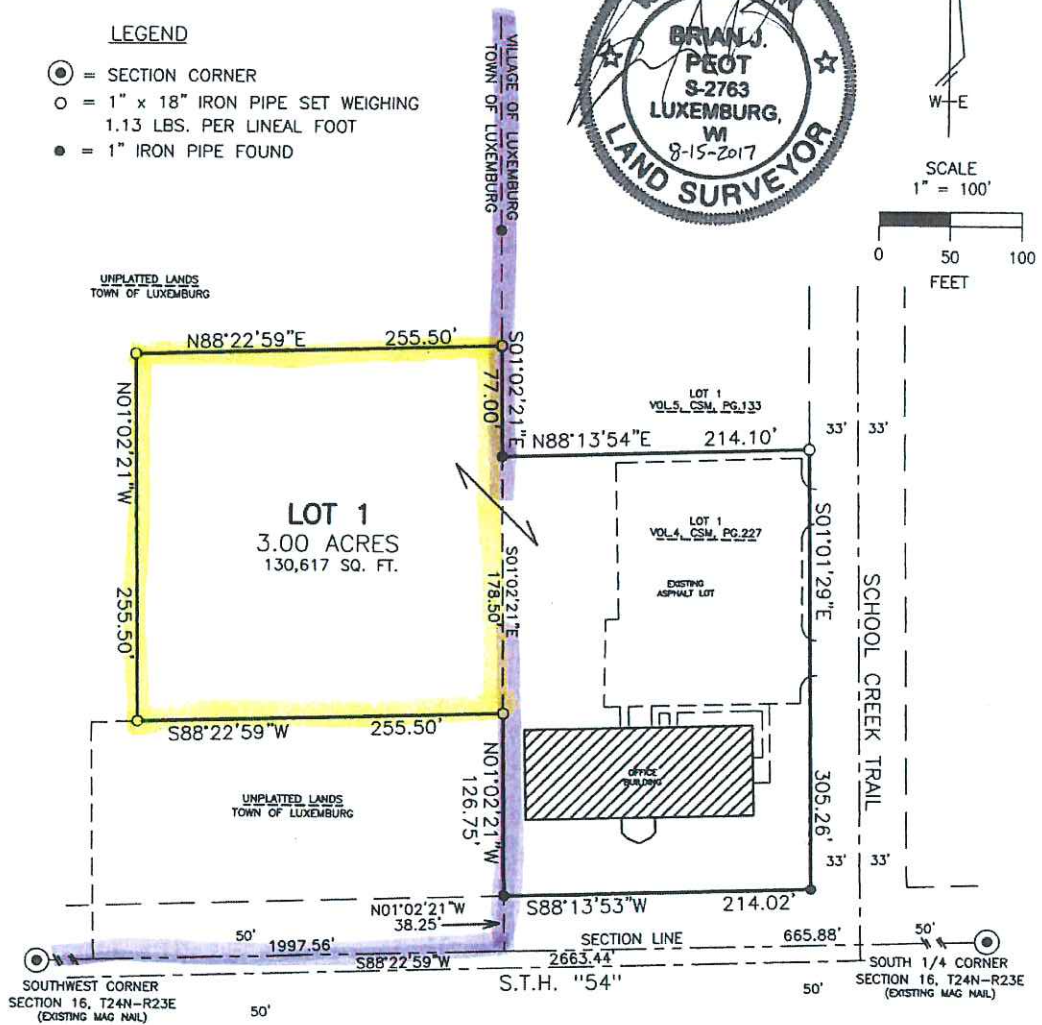 LEGEND
= SECTION CORNER
= 1" x 18" IRON PIPE SET WEIGHING
1.13 LBS. PER LINEAL FOOT
= 1" IRON PIPE FOUND
VILLAGE OF LUXEMBURG
TOWN OF LUXEMBURG
BRIAN J.
PEOT
S-2763
LUXEMBURG,
WI
8-15-2017
LAND SURVEYOR
W E
SCALE
1" = 100'
0 50 100
FEET
UNPLATTED LANDS
TOWN OF LUXEMBURG
N88°22'59"E 255.50'
S01°02'21"E
77.00'
LOT 1
VOL.5, CSM, PG.133
33' 33'
N88°13'54"E 214.10'
N01°02'21"W
255.50'
LOT 1
3.00 ACRES
130,617 SQ. FT.
S01°02'21"E
178.50'
LOT 1
VOL.4, CSM, PG.227
EXISTING
ASPHALT LOT
S01°01'29"E
305.26'
SCHOOL CREEK TRAIL
S88°22'59"W 255.50'
N01°02'21"W
126.75'
OFFICE
BUILDING
UNPLATTED LANDS
TOWN OF LUXEMBURG
33' 33'
N01°02'21"W
38.25'
S88°13'53"W 214.02'
50' 1997.56' SECTION LINE 665.88' 50'
S88°22'59"W 2663.44'
S.T.H. "54"
SOUTHWEST CORNER
SECTION 16, T24N-R23E
(EXISTING MAG NAIL)
50'
50'
SOUTH 1/4 CORNER
SECTION 16, T24N-R23E
(EXISTING MAG NAIL)